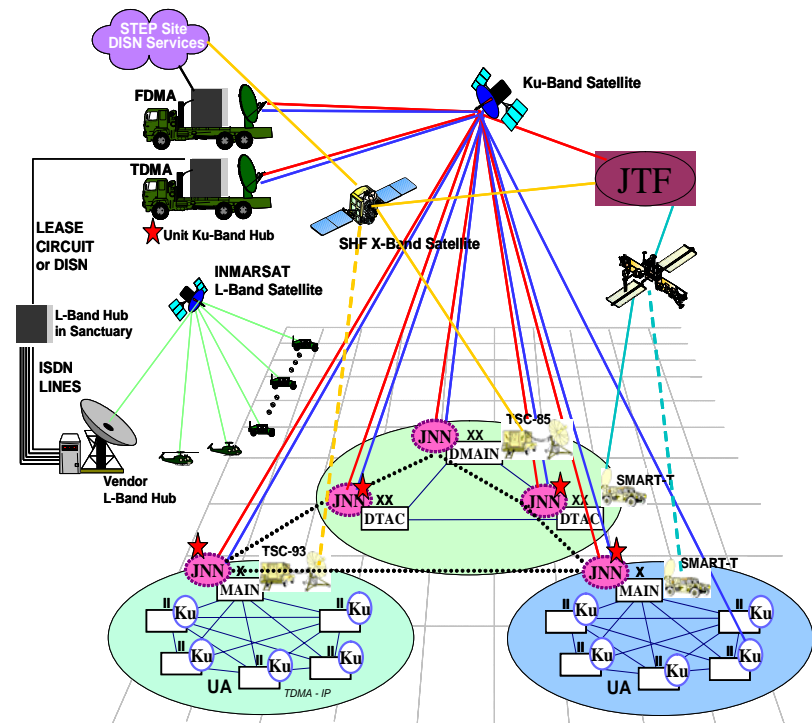 STEP Site
DISN Services
FDMA
Ku-Band Satellite
TDMA
JTF
Unit Ku-Band Hub
SHF X-Band Satellite
LEASE
CIRCUIT
or DISN
INMARSAT
L-Band Satellite
L-Band Hub
in Sanctuary
ISDN
LINES
Vendor
L-Band Hub
TSC-85
JNN
XX
DMAIN
SMART-T
JNN
XX
DTAC
JNN
XX
DTAC
TSC-93
JNN
X
MAIN
SMART-T
JNN
X
MAIN
II
Ku
II
Ku
II
Ku
II
Ku
II
Ku
UA
TDMA - IP
II
Ku
II
Ku
II
Ku
II
Ku
II
Ku
UA